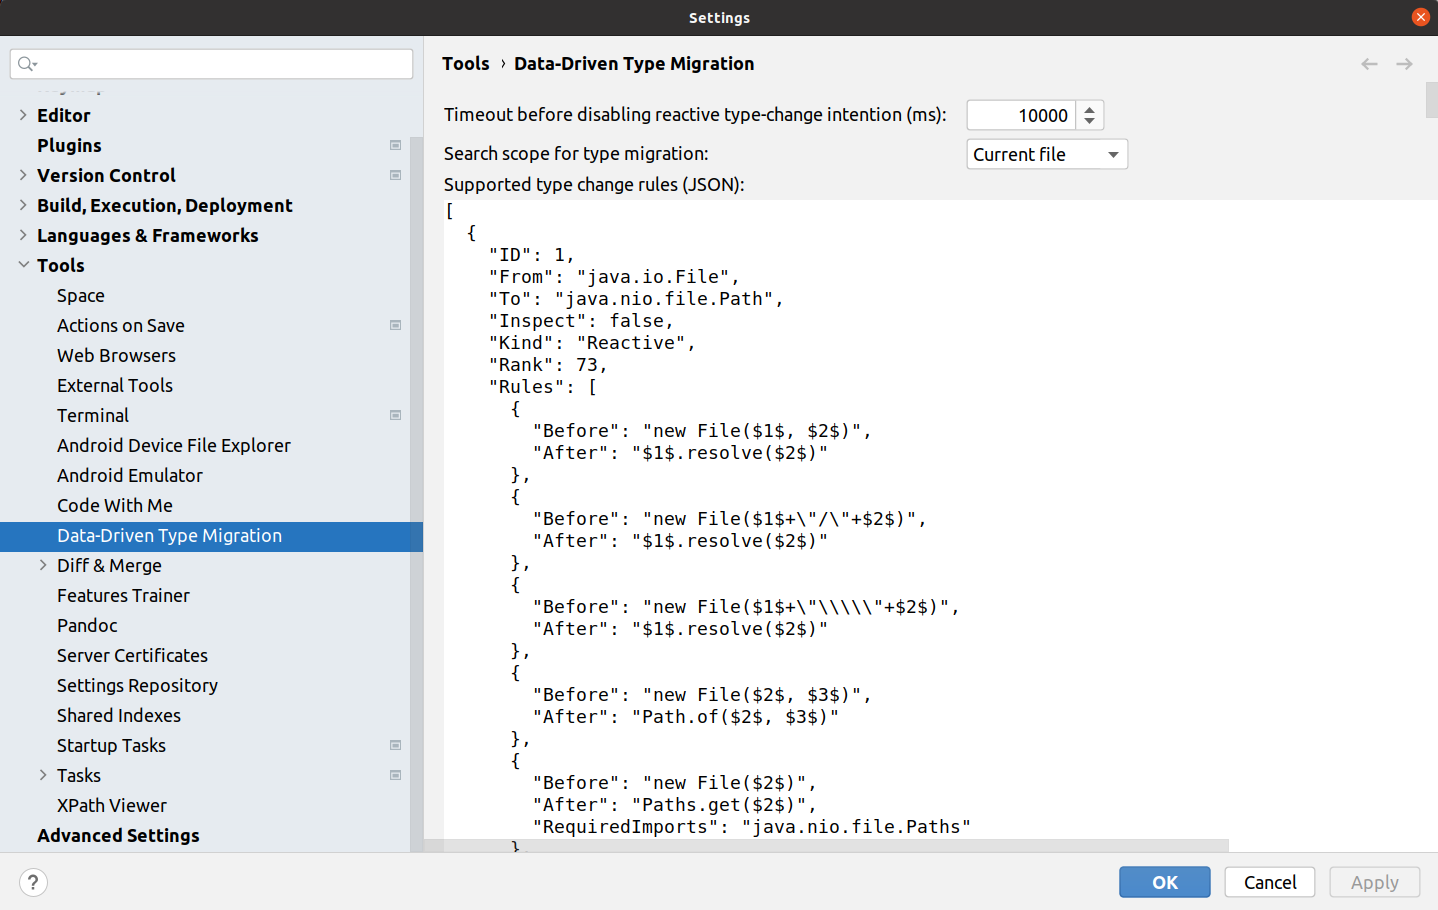 Settings
Editor
Plugins
Version Control
Build, Execution, Deployment
Languages & Frameworks
Tools
Space
Actions on Save
Web Browsers
External Tools
Terminal
Android Device File Explorer
Android Emulator
Code With Me
Data-Driven Type Migration
Diff & Merge
Features Trainer
Pandoc
Server Certificates
Settings Repository
Shared Indexes
Startup Tasks
Tasks
XPath Viewer
Advanced Settings
Tools › Data-Driven Type Migration
Timeout before disabling reactive type-change intention (ms): 10000
Search scope for type migration: Current file
Supported type change rules (JSON):
[
  {
    "ID": 1,
    "From": "java.io.File",
    "To": "java.nio.file.Path",
    "Inspect": false,
    "Kind": "Reactive",
    "Rank": 73,
    "Rules": [
      {
        "Before": "new File($1$, $2$)",
        "After": "$1$.resolve($2$)"
      },
      {
        "Before": "new File($1$+\"/\"+$2$)",
        "After": "$1$.resolve($2$)"
      },
      {
        "Before": "new File($1$+\"\\\\\"+$2$)",
        "After": "$1$.resolve($2$)"
      },
      {
        "Before": "new File($2$, $3$)",
        "After": "Path.of($2$, $3$)"
      },
      {
        "Before": "new File($2$)",
        "After": "Paths.get($2$)",
        "RequiredImports": "java.nio.file.Paths"
      },
?
OK
Cancel
Apply